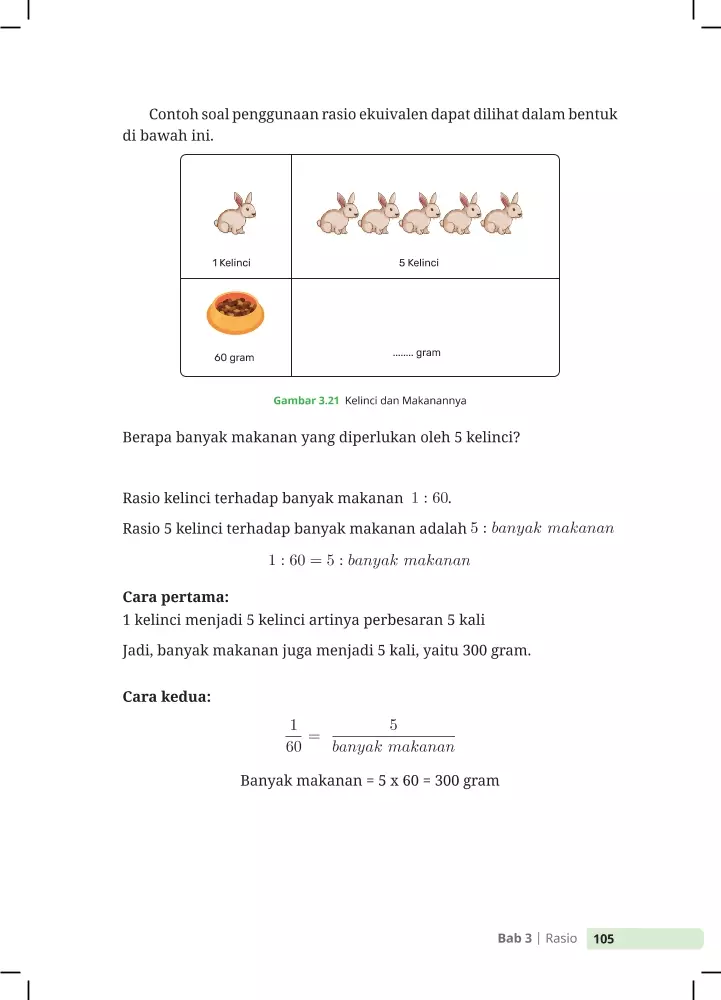 Contoh soal penggunaan rasio ekuivalen dapat dilihat dalam bentuk
di bawah ini.
1 Kelinci
5 Kelinci
60 gram
........ gram
Gambar 3.21 Kelinci dan Makanannya
Berapa banyak makanan yang diperlukan oleh 5 kelinci?
Rasio kelinci terhadap banyak makanan 1 : 60.
Rasio 5 kelinci terhadap banyak makanan adalah 5 : banyak makanan
1 : 60 = 5 : banyak makanan
Cara pertama:
1 kelinci menjadi 5 kelinci artinya perbesaran 5 kali
Jadi, banyak makanan juga menjadi 5 kali, yaitu 300 gram.
Cara kedua:
1/60 = 5/banyak makanan
Banyak makanan = 5 x 60 = 300 gram
Bab 3 | Rasio 105